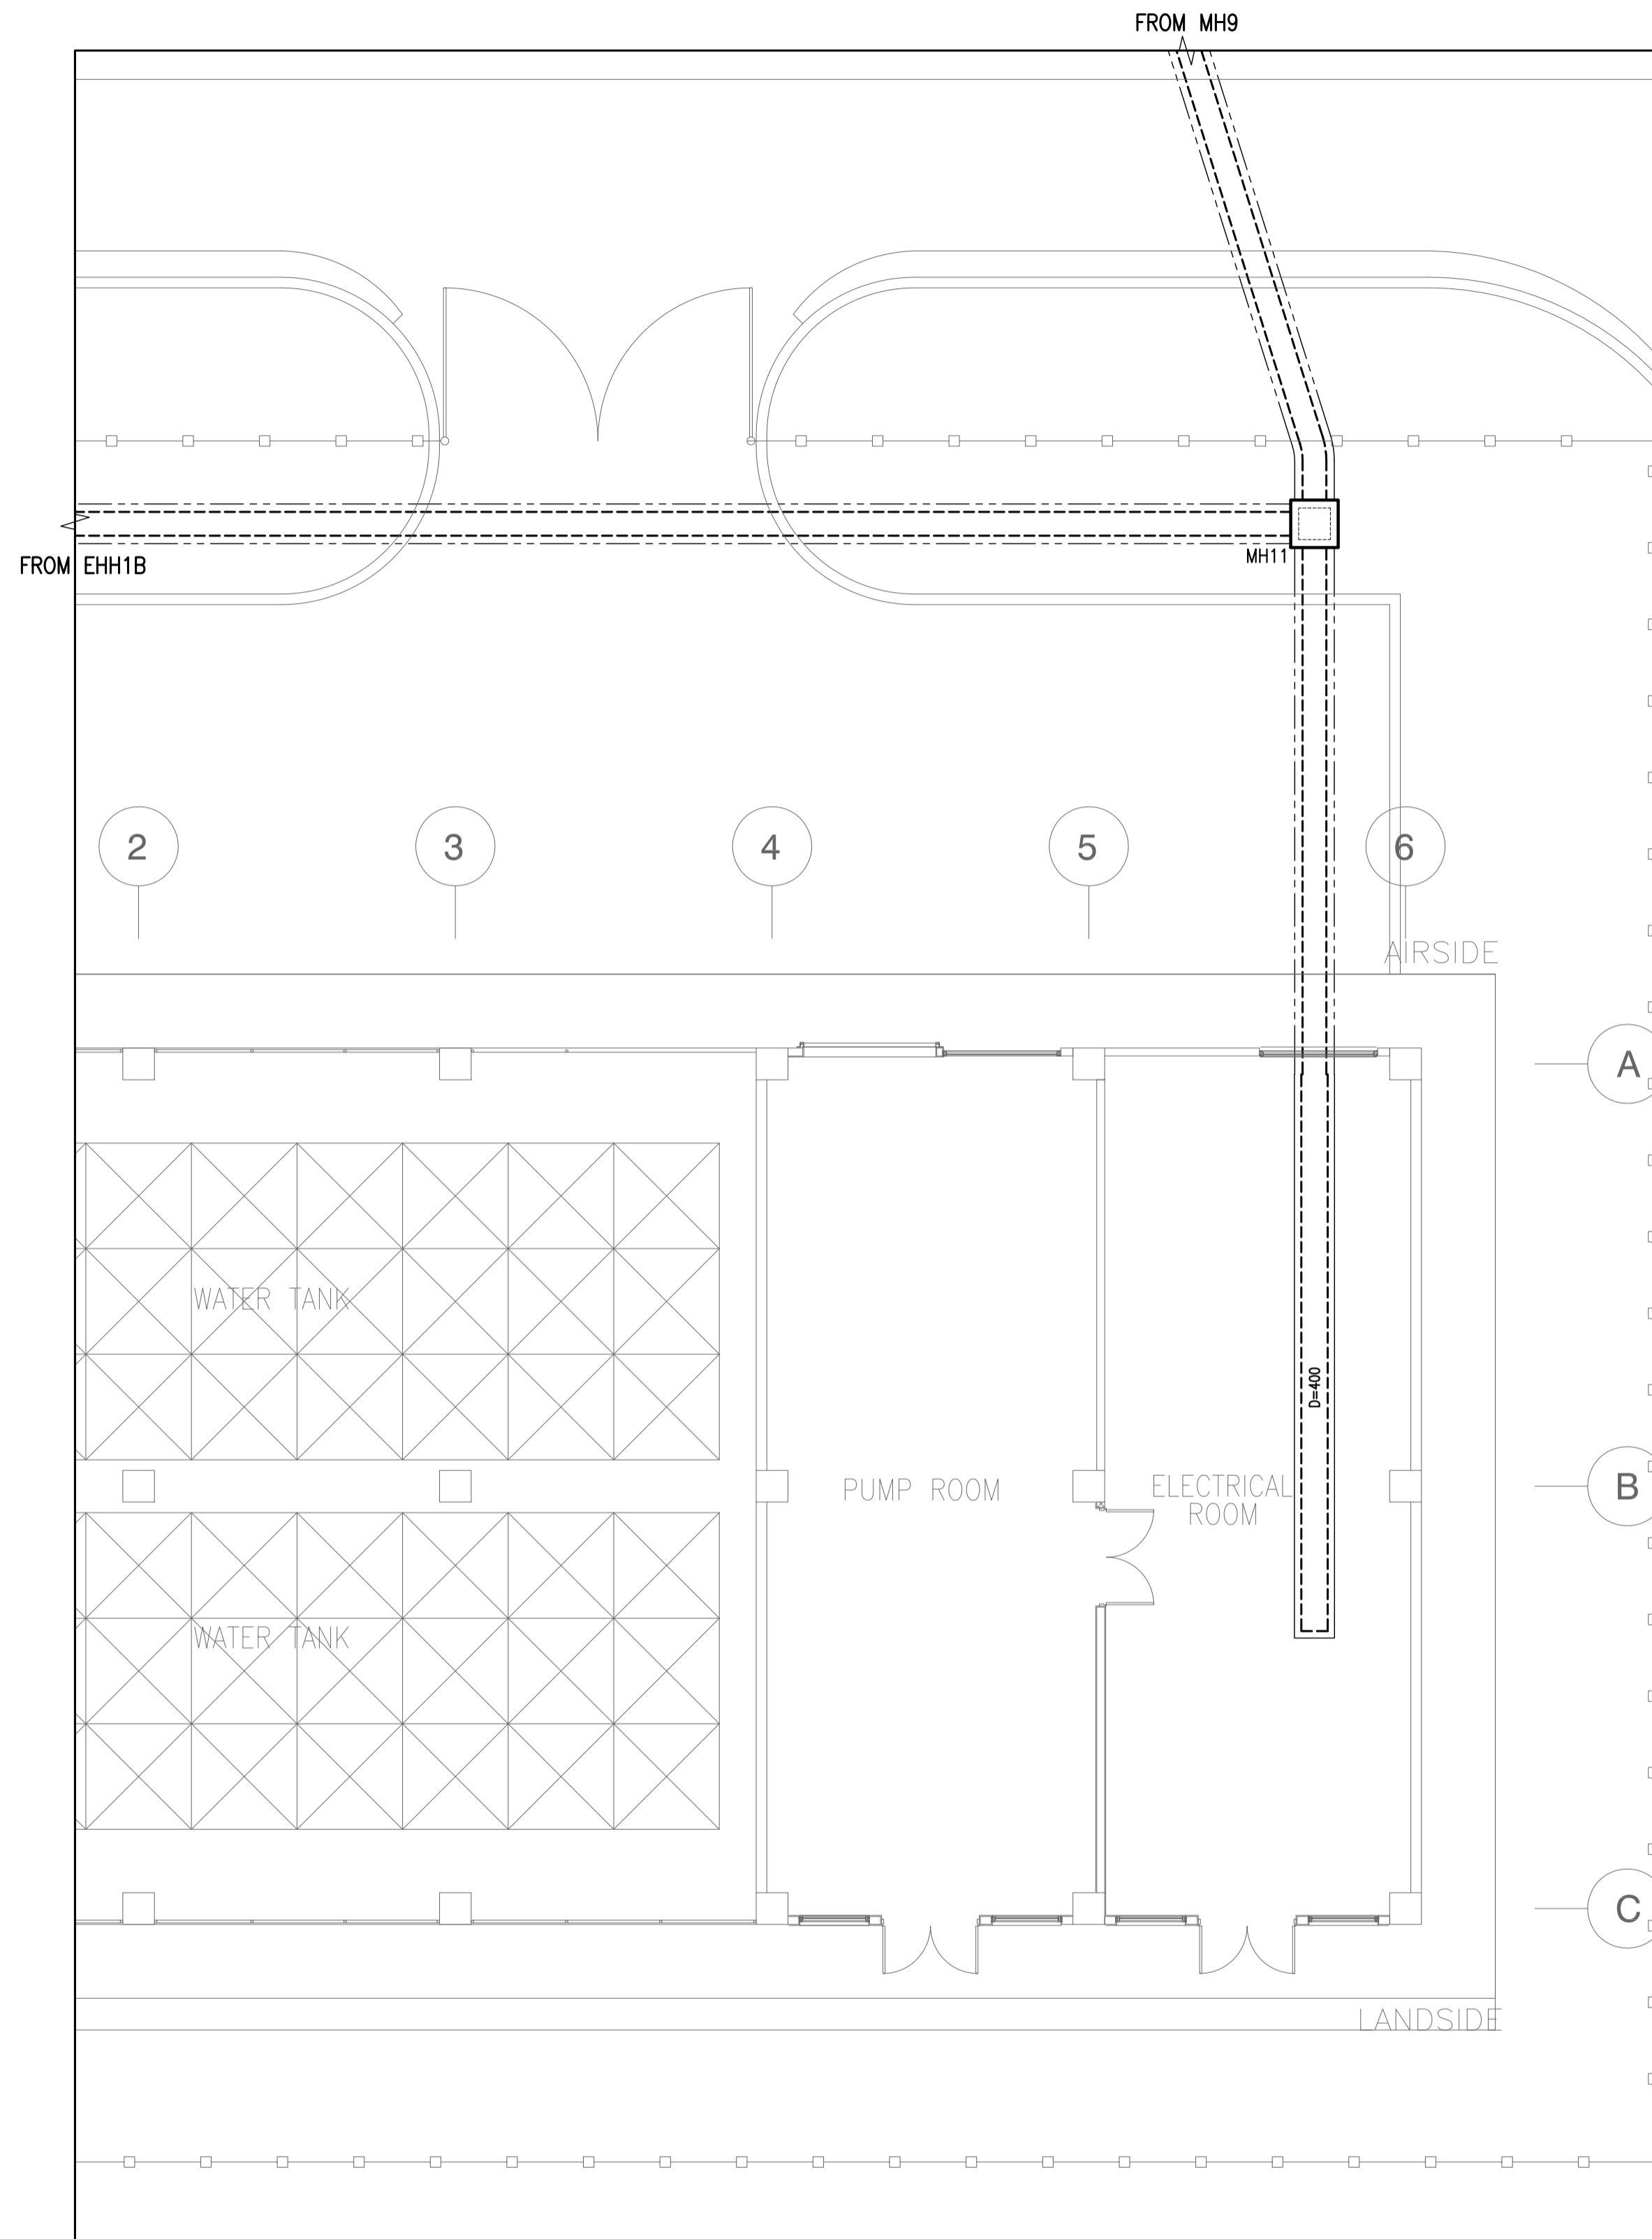 FROM MH9
FROM EHH1B
MH11
2
3
4
5
6
AIRSIDE
A
WATER TANK
D=400
PUMP ROOM
ELECTRICAL
ROOM
B
WATER TANK
C
LANDSIDE